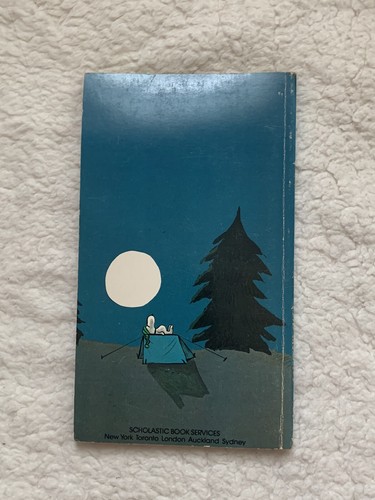 SCHOLASTIC BOOK SERVICES
New York Toronto London Auckland Sydney